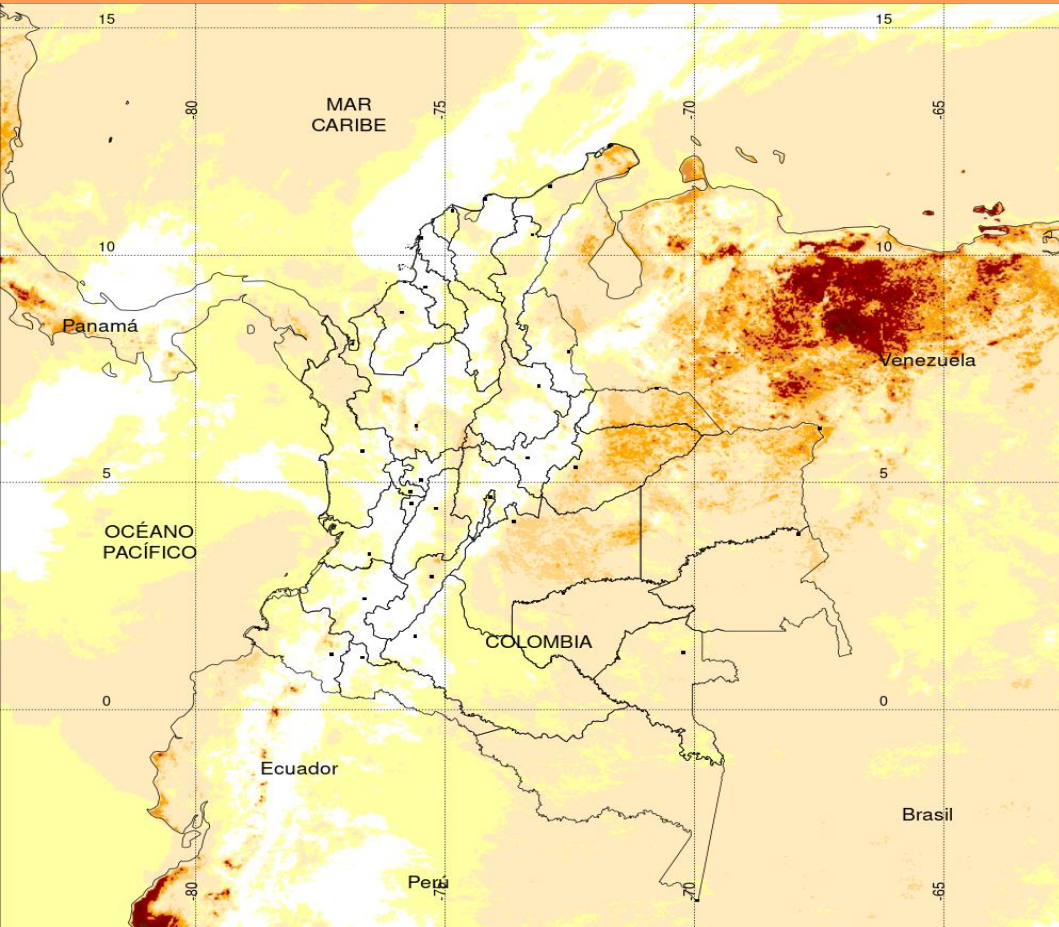 15
15
-80
-75
-70
-65
MAR
CARIBE
10
10
Panamá
Venezuela
5
5
OCÉANO
PACÍFICO
COLOMBIA
0
0
Ecuador
Brasil
Perú
-80
-75
-70
-65